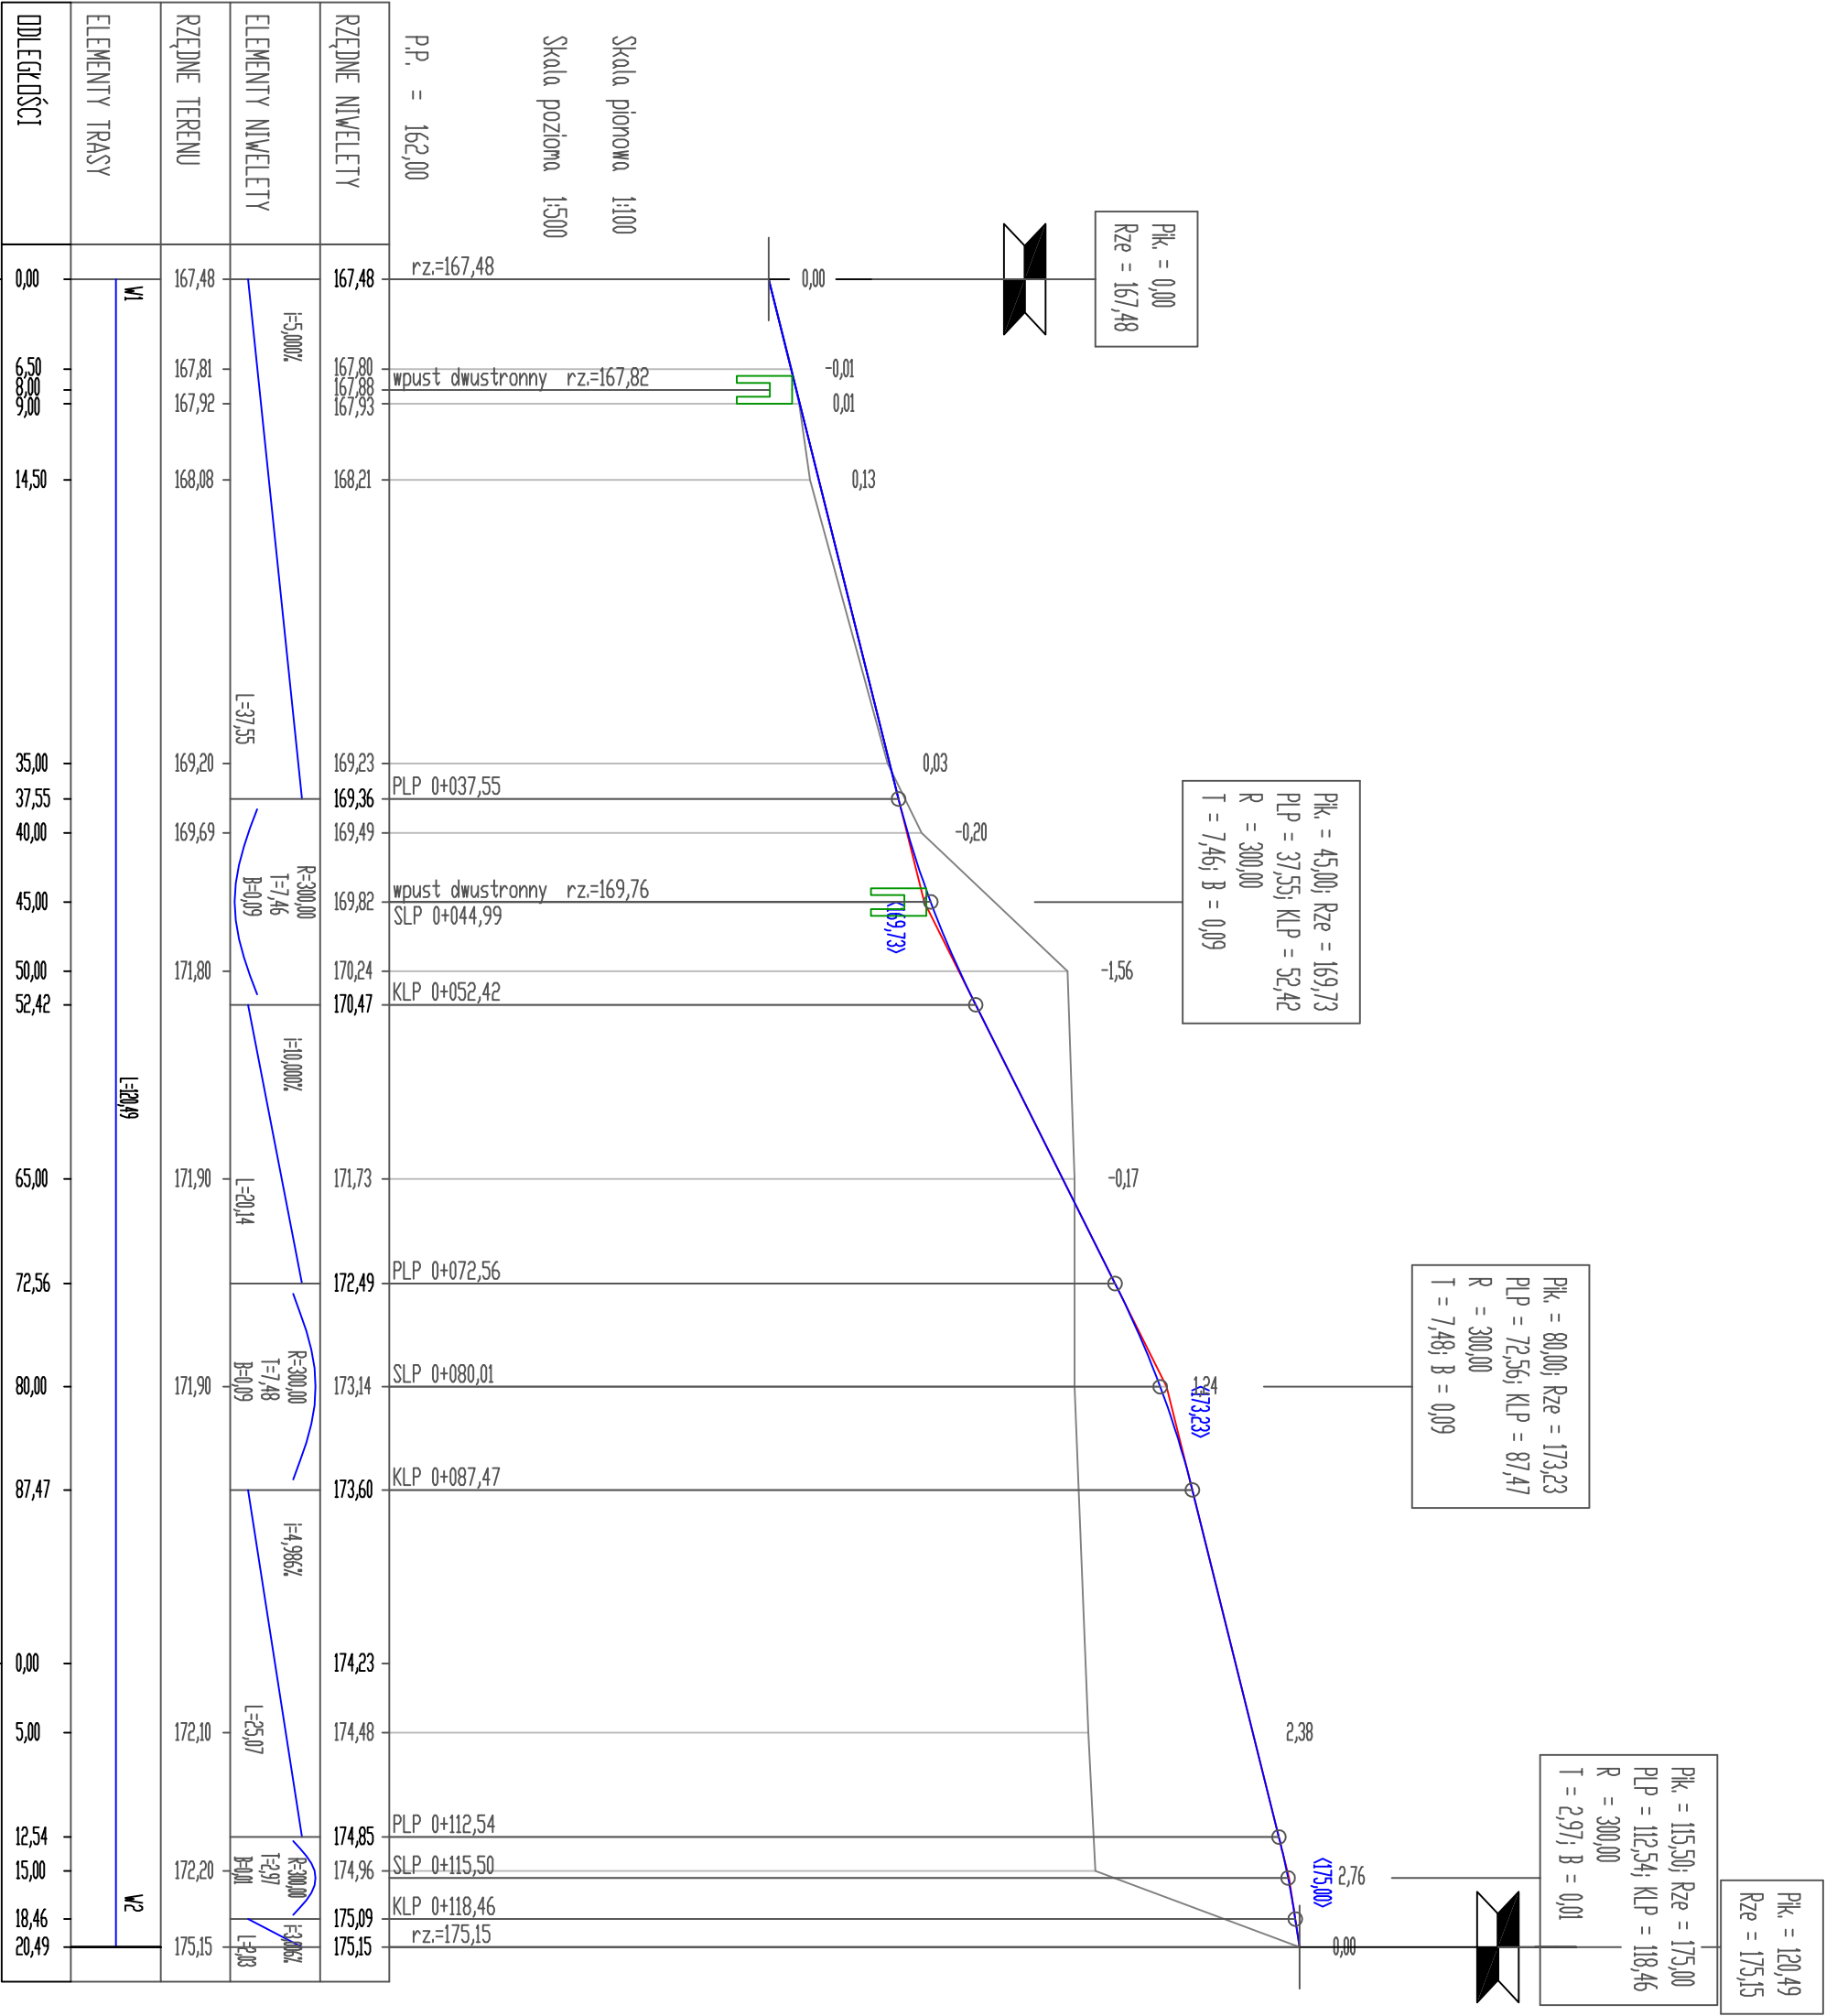 Pik. = 0,00
Rze = 167,48
Pik. = 45,00; Rze = 169,73
PLP = 37,55; KLP = 52,42
R = 300,00
T = 7,46; B = 0,09
Pik. = 80,00; Rze = 173,23
PLP = 72,56; KLP = 87,47
R = 300,00
T = 7,48; B = 0,09
Pik. = 115,50; Rze = 175,00
PLP = 112,54; KLP = 118,46
R = 300,00
T = 2,97; B = 0,01
Pik. = 120,49
Rze = 175,15
Skala pionowa 1:100
Skala pozioma 1:500
P.P. = 162,00
0,00
-0,01
0,01
0,13
0,03
-0,20
-1,56
-0,17
1,24
2,38
2,76
0,00
<169,73>
<173,23>
<175,00>
rz.=167,48
wpust dwustronny rz.=167,82
PLP 0+037,55
wpust dwustronny rz.=169,76
SLP 0+044,99
KLP 0+052,42
PLP 0+072,56
SLP 0+080,01
KLP 0+087,47
PLP 0+112,54
SLP 0+115,50
KLP 0+118,46
rz.=175,15
RZĘDNE NIWELETY
167,48
167,80
167,88
167,93
168,21
169,23
169,36
169,49
169,82
170,24
170,47
171,73
172,49
173,14
173,60
174,23
174,48
174,85
174,96
175,09
175,15
ELEMENTY NIWELETY
i=5,000%
L=37,55
R=300,00
T=7,46
B=0,09
i=10,000%
L=20,14
R=300,00
T=7,48
B=0,09
i=4,986%
L=25,07
R=300,00
T=2,97
B=0,01
i=3,06%
L=2,03
RZĘDNE TERENU
167,48
167,81
167,92
168,08
169,20
169,69
171,80
171,90
171,90
172,10
172,20
175,15
ELEMENTY TRASY
W1
L=120,49
W2
ODLEGŁOŚCI
0,00
6,50
8,00
9,00
14,50
35,00
37,55
40,00
45,00
50,00
52,42
65,00
72,56
80,00
87,47
0,00
5,00
12,54
15,00
18,46
20,49